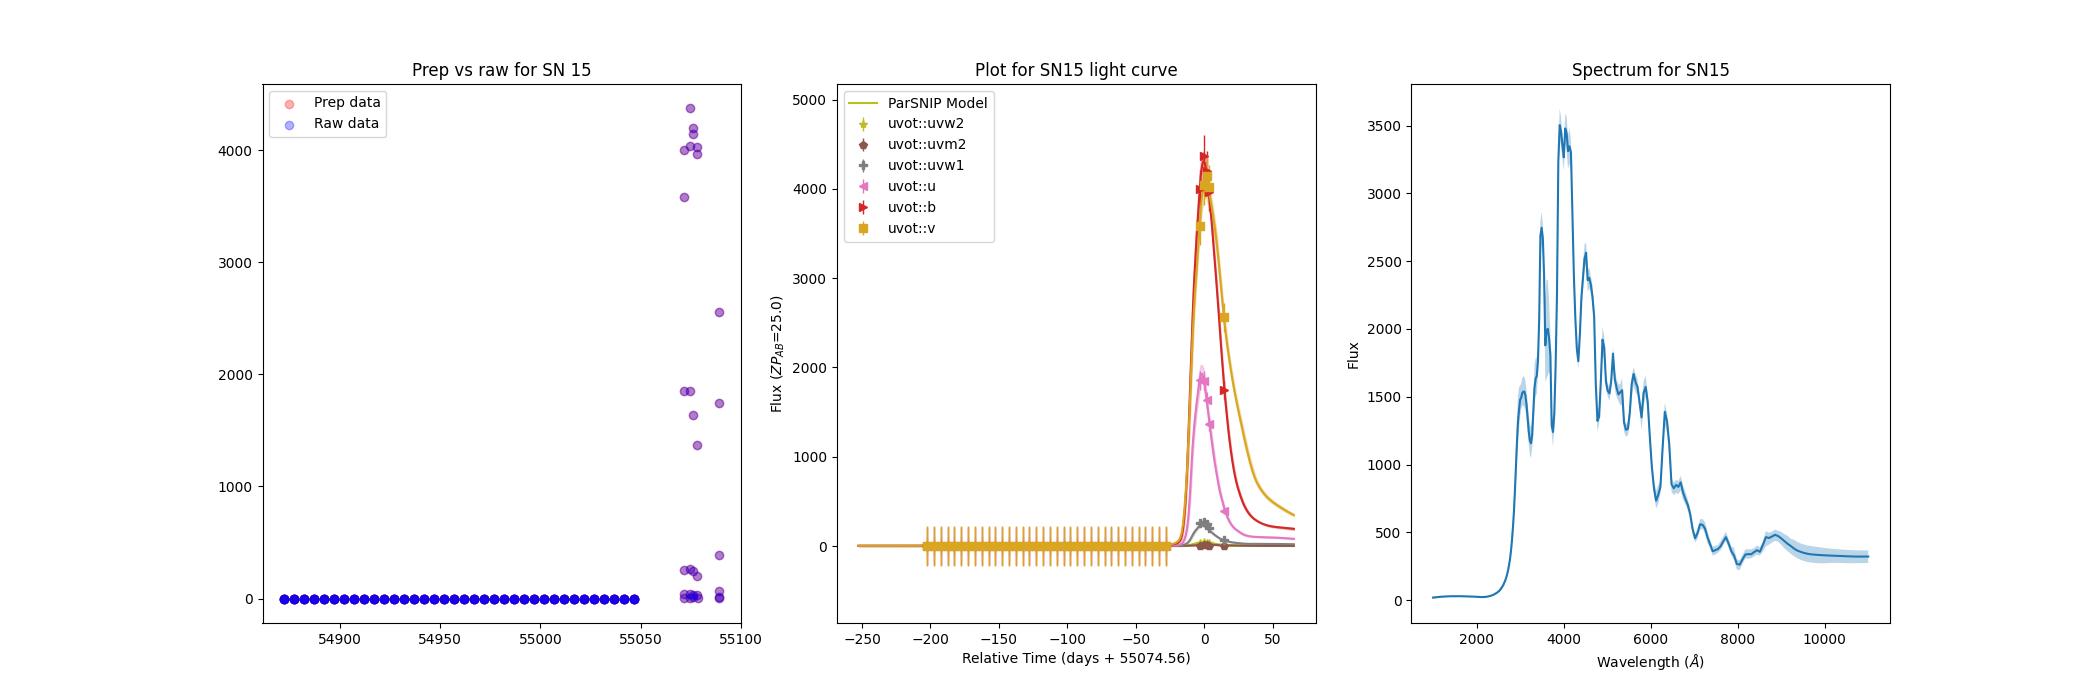 Prep vs raw for SN 15
Prep data
Raw data
4000
3000
2000
1000
0
54900
54950
55000
55050
55100
Plot for SN15 light curve
ParSNIP Model
uvot::uvw2
uvot::uvm2
uvot::uvw1
uvot::u
uvot::b
uvot::v
Flux (ZP_AB=25.0)
5000
4000
3000
2000
1000
0
−250
−200
−150
−100
−50
0
50
Relative Time (days + 55074.56)
Spectrum for SN15
Flux
3500
3000
2500
2000
1500
1000
500
0
2000
4000
6000
8000
10000
Wavelength (Å)